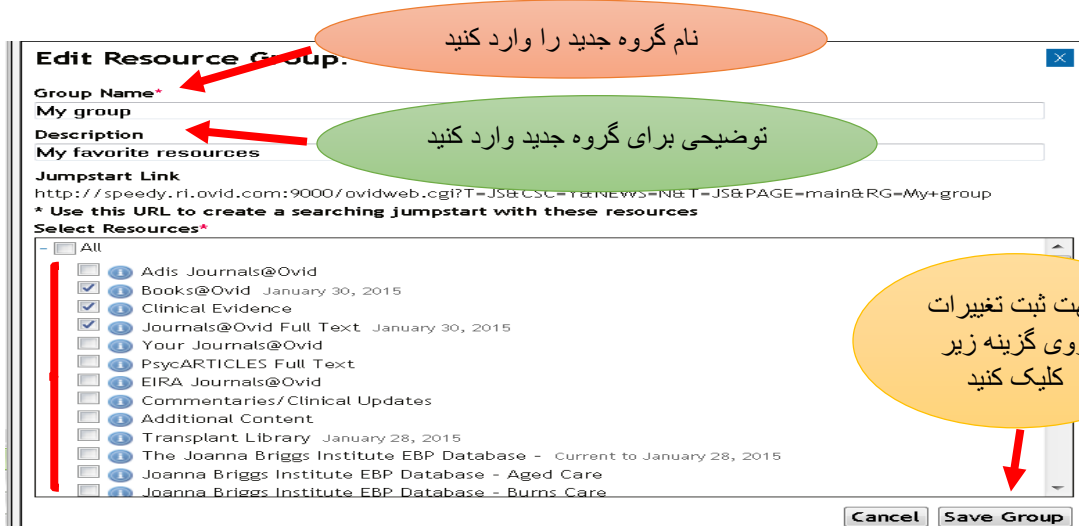 نام گروه جدید را وارد کنید
Edit Resource Group.
Group Name*
My group
توضیحی برای گروه جدید وارد کنید
Description
My favorite resources
Jumpstart Link
http://speedy.ri.ovid.com:9000/ovidweb.cgi?T=JS&CSC=Y&NEWS=N&T=JS&PAGE=main&RG=My+group
* Use this URL to create a searching jumpstart with these resources
Select Resources*
All
Adis Journals@Ovid
Books@Ovid January 30, 2015
Clinical Evidence
Journals@Ovid Full Text January 30, 2015
Your Journals@Ovid
PsycARTICLES Full Text
EIRA Journals@Ovid
Commentaries/Clinical Updates
Additional Content
Transplant Library January 28, 2015
The Joanna Briggs Institute EBP Database - Current to January 28, 2015
Joanna Briggs Institute EBP Database - Aged Care
Joanna Briggs Institute EBP Database - Burns Care
ثبت تغییرات
گزینه زیر
کلیک کنید
Cancel Save Group